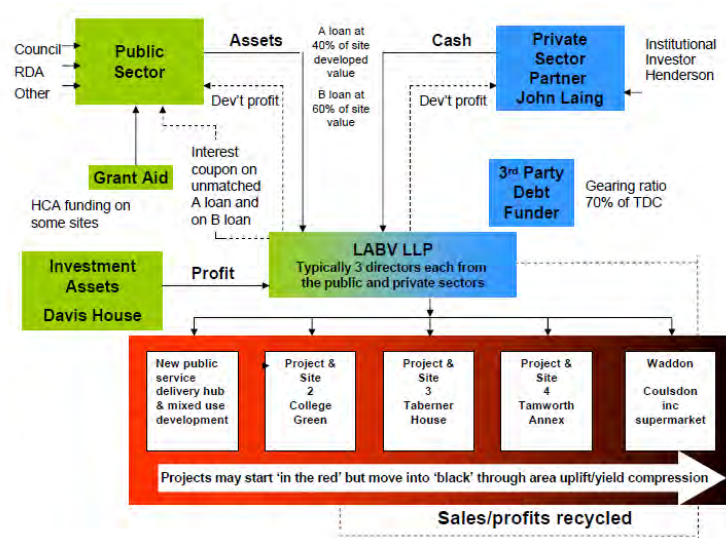 Council
RDA
Other
Public
Sector
Assets
A loan at
40% of site
developed
value
B loan at
60% of site
value
Cash
Private
Sector
Partner
John Laing
Institutional
Investor
Henderson
Dev't profit
Dev't profit
Grant Aid
HCA funding on
some sites
Interest
coupon on
unmatched
A loan and
on B loan
3rd Party
Debt
Funder
Gearing ratio
70% of TDC
Investment
Assets
Davis House
Profit
LABV LLP
Typically 3 directors each from
the public and private sectors
New public
service
delivery hub
& mixed use
development
Project &
Site
2
College
Green
Project &
Site
3
Taberner
House
Project &
Site
4
Tamworth
Annex
Waddon
Coulsdon
inc
supermarket
Projects may start 'in the red' but move into 'black' through area uplift/yield compression
Sales/profits recycled